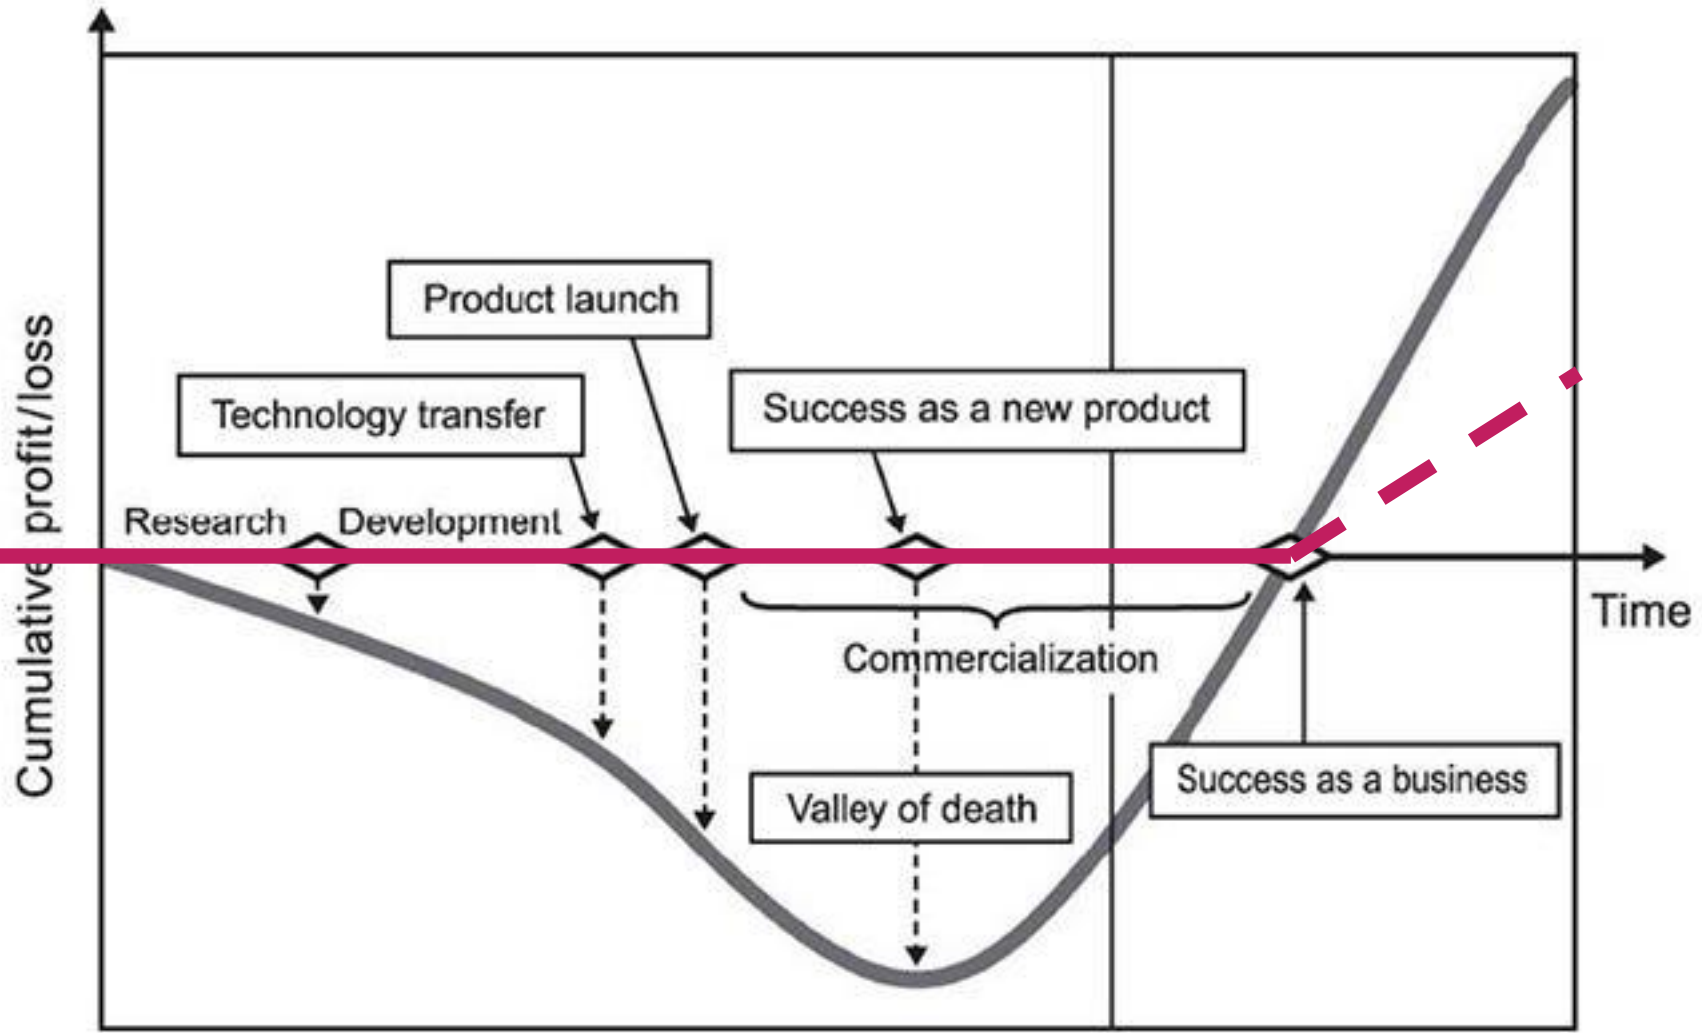 Product launch
Technology transfer
Success as a new product
Research
Development
Cumulative profit/loss
Time
Commercialization
Success as a business
Valley of death